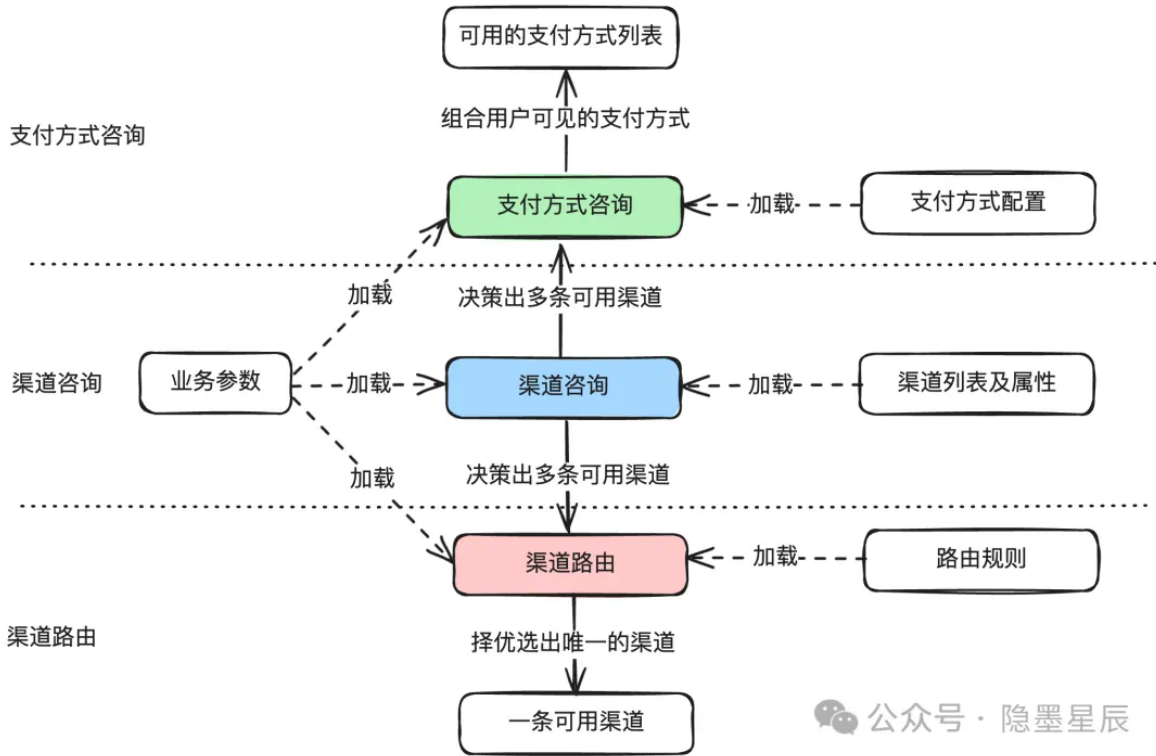 可用的支付方式列表
组合用户可见的支付方式
支付方式咨询
支付方式咨询
加载
支付方式配置
加载
决策出多条可用渠道
渠道咨询
业务参数
加载
渠道咨询
加载
渠道列表及属性
加载
决策出多条可用渠道
渠道路由
加载
路由规则
渠道路由
择优选出唯一的渠道
一条可用渠道
公众号 · 隐墨星辰